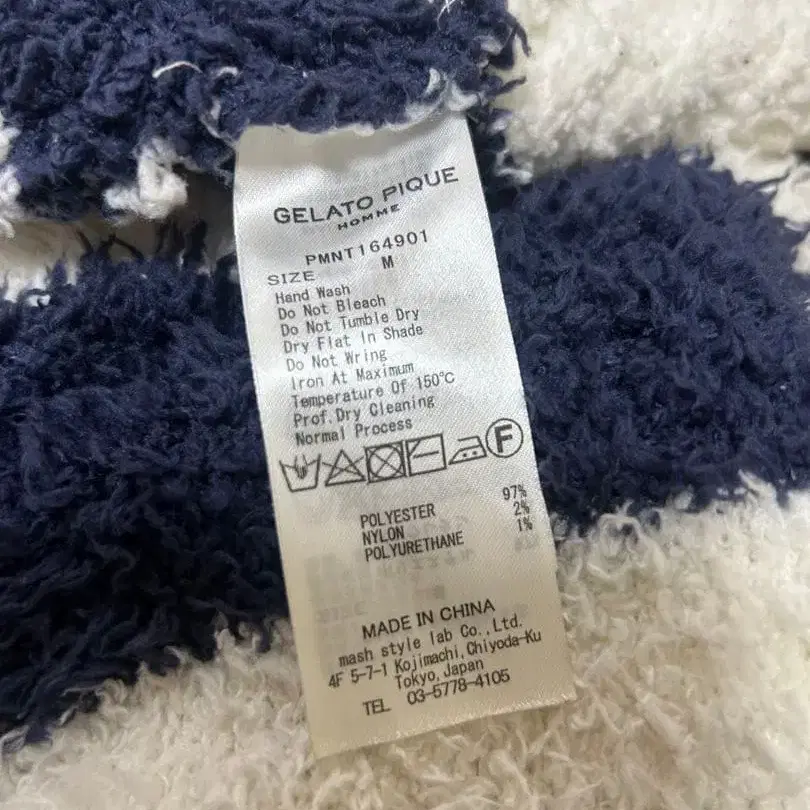 GELATO PIQUE
HOMME
PMNT164901
SIZE M
Hand Wash
Do Not Bleach
Do Not Tumble Dry
Dry Flat In Shade
Do Not Wring
Iron At Maximum
Temperature Of 150℃
Prof.Dry Cleaning
Normal Process
F
POLYESTER 97%
NYLON 2%
POLYURETHANE 1%
MADE IN CHINA
mash style lab Co.,Ltd.
4F 5-7-1 Kojimachi,Chiyoda-Ku
Tokyo,Japan
TEL 03-5778-4105